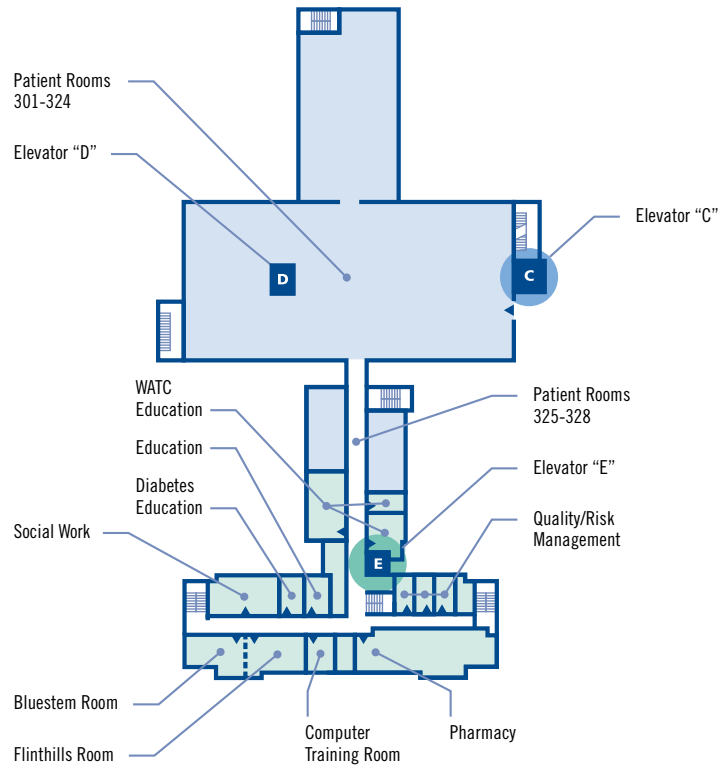 Patient Rooms
301-324
Elevator “D”
Elevator “C”
D
C
WATC
Education
Education
Diabetes
Education
Social Work
Patient Rooms
325-328
Elevator “E”
Quality/Risk
Management
E
Bluestem Room
Flinthills Room
Computer
Training Room
Pharmacy